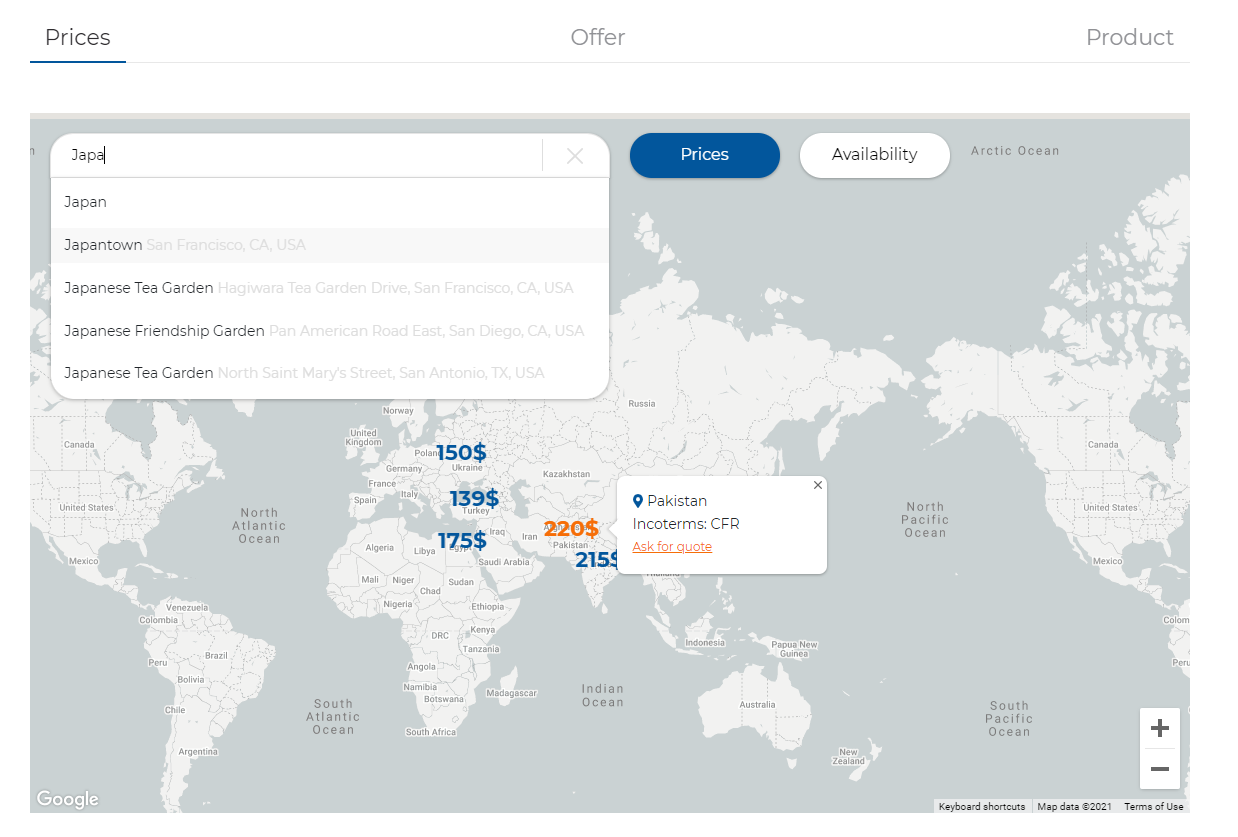 Prices
Offer
Product
Japa
Prices
Availability
Arctic Ocean
Japan
Japantown San Francisco, CA, USA
Japanese Tea Garden Hagiwara Tea Garden Drive, San Francisco, CA, USA
Japanese Friendship Garden Pan American Road East, San Diego, CA, USA
Japanese Tea Garden North Saint Mary's Street, San Antonio, TX, USA
Russia
Norway
United
Kingdom
Canada
Canada
Poland
150$
Germany
Ukraine
Kazakhstan
France
Italy
Spain
139$
Turkey
United States
United States
North
Atlantic
Ocean
North
Pacific
Ocean
Pakistan
Incoterms: CFR
Ask for quote
220$
Iraq
Iran
Pakistan
175$
215$
Algeria
Libya
Egypt
Saudi Arabia
Mexico
Mexico
Thailand
Mali
Niger
Sudan
Chad
Nigeria
Ethiopia
Venezuela
Colombia
Colom
Kenya
DRC
Tanzania
Indonesia
Papua New
Guinea
Brazil
Peru
Peru
Angola
Bolivia
Namibia
Botswana
Madagascar
Indian
Ocean
Australia
Chile
South
Atlantic
Ocean
South
Pacific
Ocean
South Africa
Argentina
New
Zealand
Google
Keyboard shortcuts
Map data ©2021
Terms of Use